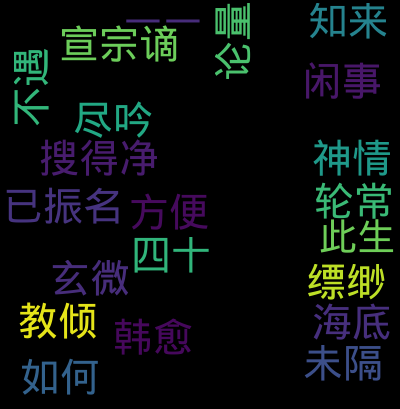 一一
宣宗谪
论量
知来
不遇
闲事
尽吟
搜得净
神情
已振名
方便
轮常
此生
四十
玄微
缥缈
教倾
韩愈
海底
如何
未隔